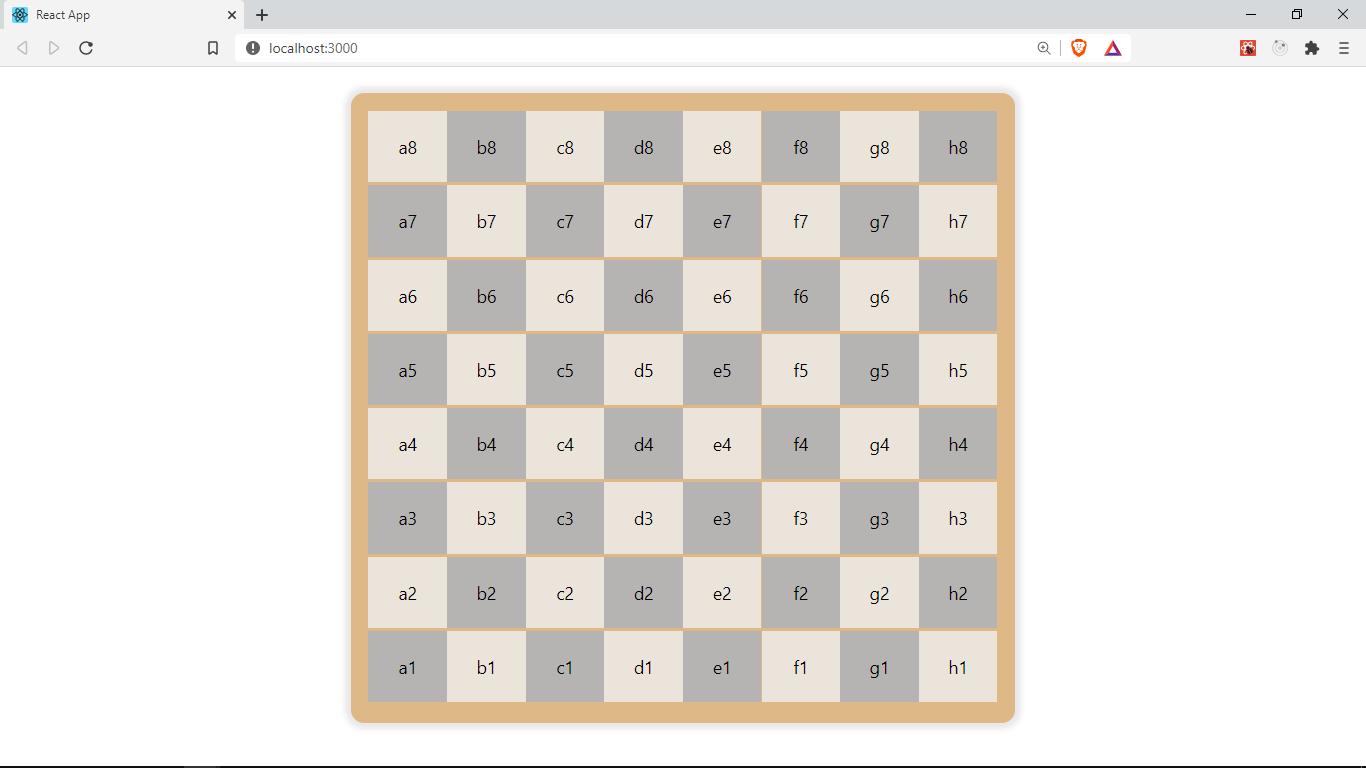 React App
localhost:3000
a8 b8 c8 d8 e8 f8 g8 h8
a7 b7 c7 d7 e7 f7 g7 h7
a6 b6 c6 d6 e6 f6 g6 h6
a5 b5 c5 d5 e5 f5 g5 h5
a4 b4 c4 d4 e4 f4 g4 h4
a3 b3 c3 d3 e3 f3 g3 h3
a2 b2 c2 d2 e2 f2 g2 h2
a1 b1 c1 d1 e1 f1 g1 h1